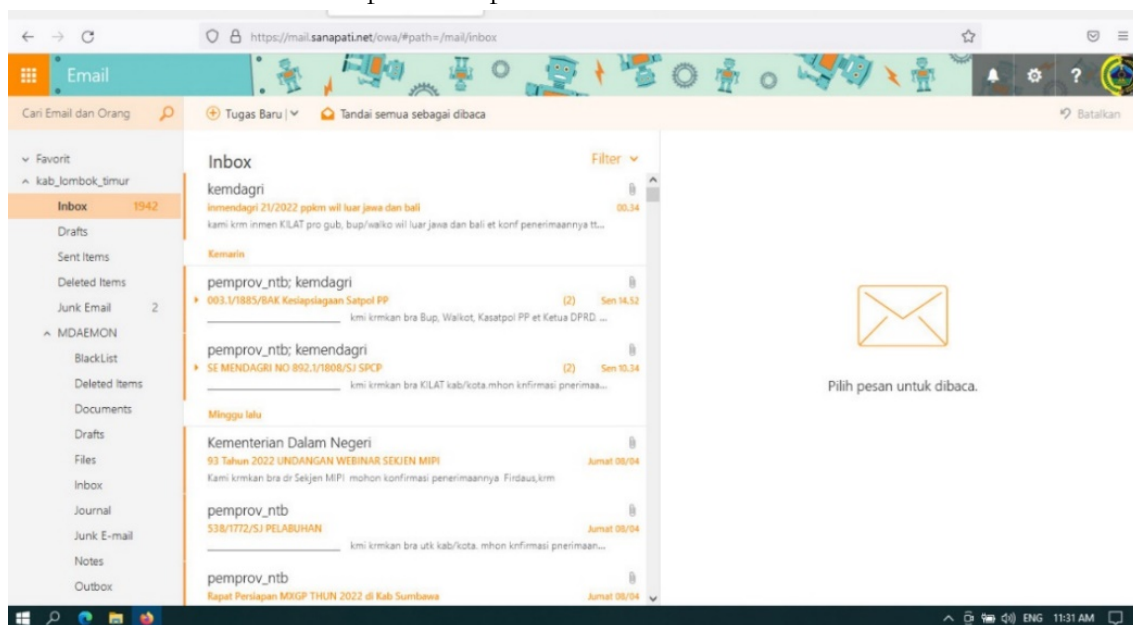 https://mail.sanapati.net/owa/#path=/mail/inbox
Email
?
Cari Email dan Orang
Tugas Baru
Tandai semua sebagai dibaca
Batalkan
Favorit
kab_lombok_timur
Inbox 1942
Drafts
Sent Items
Deleted Items
Junk Email 2
MDAEMON
BlackList
Deleted Items
Documents
Drafts
Files
Inbox
Journal
Junk E-mail
Notes
Outbox
Inbox
Filter
kemdagri
inmendagri 21/2022 ppkm wil luar jawa dan bali 00.34
kami krm inmen KILAT pro gub, bup/walko wil luar jawa dan bali et konf penerimaannya tt...
Kemarin
pemprov_ntb; kemdagri
003.1/1885/BAK Kesiapsiagaan Satpol PP (2) Sen 14.52
kmi krmkan bra Bup, Walkot, Kasatpol PP et Ketua DPRD. ...
pemprov_ntb; kemendagri
SE MENDAGRI NO 892.1/1808/SJ SPCP (2) Sen 10.34
kmi krmkan bra KILAT kab/kota.mhon knfirmasi pnerimaa...
Minggu lalu
Kementerian Dalam Negeri
93 Tahun 2022 UNDANGAN WEBINAR SEKJEN MIPI Jumat 08/04
Kami krmkan bra dr Sekjen MIPI mohon konfirmasi penerimaannya Firdaus,krm
pemprov_ntb
538/1772/SJ PELABUHAN Jumat 08/04
kmi krmkan bra utk kab/kota. mhon knfirmasi pnerimaan...
pemprov_ntb
Rapat Persiapan MXGP THUN 2022 di Kab Sumbawa Jumat 08/04
Pilih pesan untuk dibaca.
ENG 11:31 AM